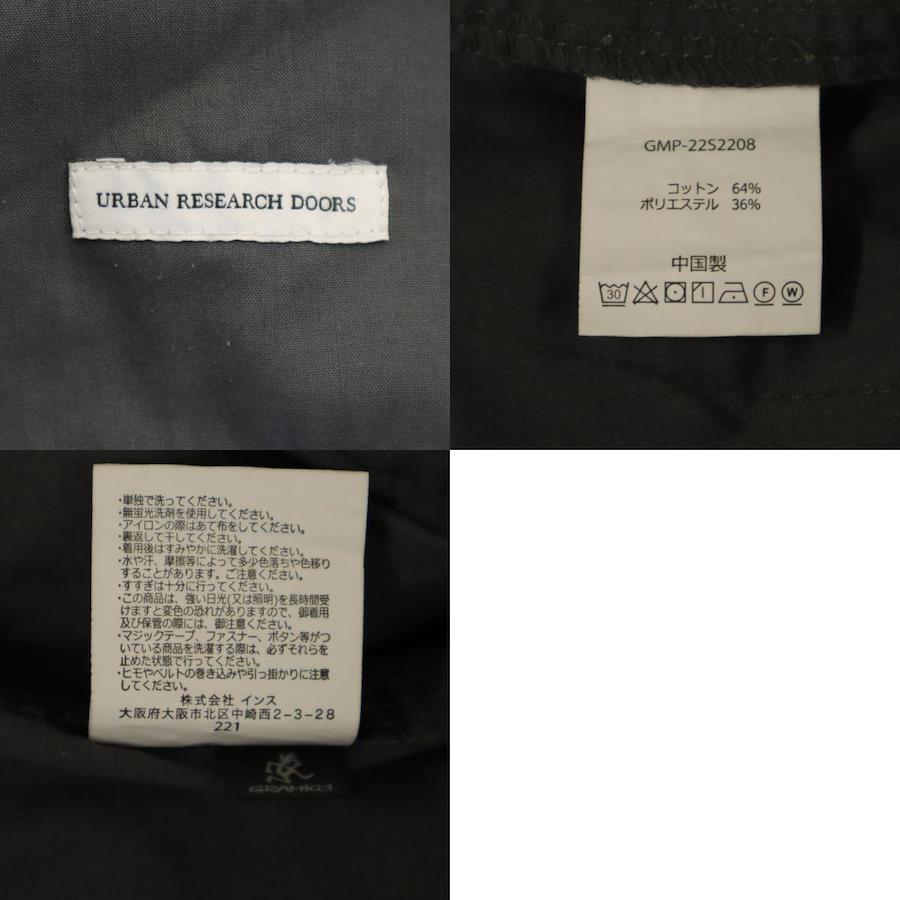 URBAN RESEARCH DOORS
GMP-22S2208
コットン 64%
ポリエステル 36%
中国製
30
F
W
・単独で洗ってください。
・無蛍光洗剤を使用してください。
・アイロンの際はあて布をしてください。
・裏返して干してください。
・着用後はすみやかに洗濯してください。
・水や汗、摩擦等によって多少色落ちや色移り
することがあります。ご注意ください。
・すすぎは十分に行ってください。
・この商品は、強い日光(又は照明)を長時間受
けますと変色の恐れがありますので、御着用
及び保管の際には、御注意ください。
・マジックテープ、ファスナー、ボタン等がつ
いている商品を洗濯する際は、必ずそれらを
止めた状態で行ってください。
・ヒモやベルトの巻き込みや引っ掛かりに注意
してください。
株式会社 インス
大阪府大阪市北区中崎西2-3-28
221
GRAMICCI